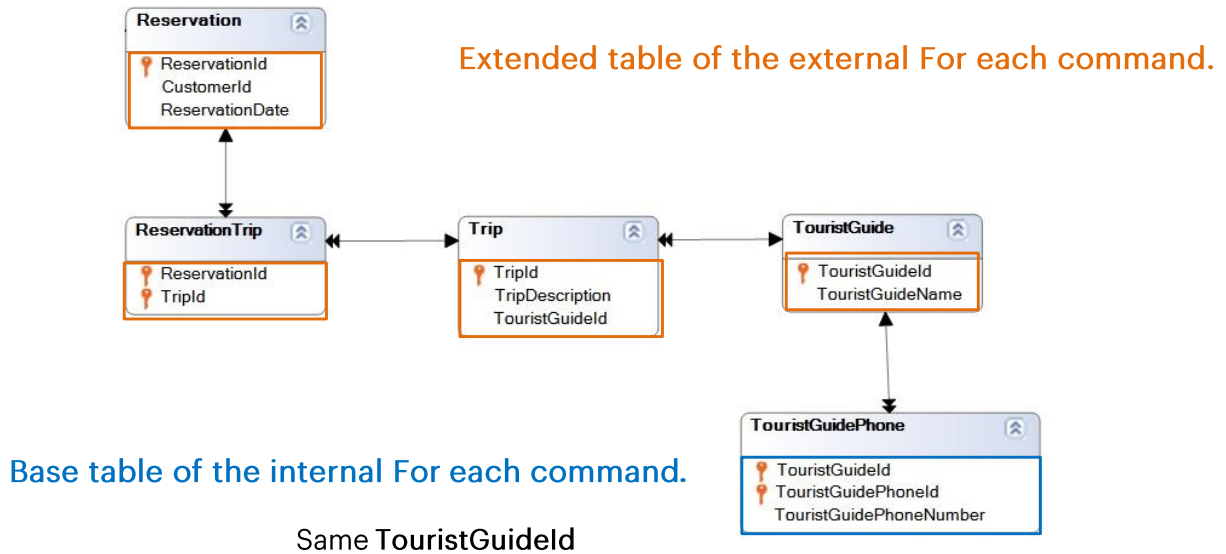 Reservation
ReservationId
CustomerId
ReservationDate
Extended table of the external For each command.
ReservationTrip
ReservationId
TripId
Trip
TripId
TripDescription
TouristGuideId
TouristGuide
TouristGuideId
TouristGuideName
TouristGuidePhone
TouristGuideId
TouristGuidePhoneId
TouristGuidePhoneNumber
Base table of the internal For each command.
Same TouristGuideId